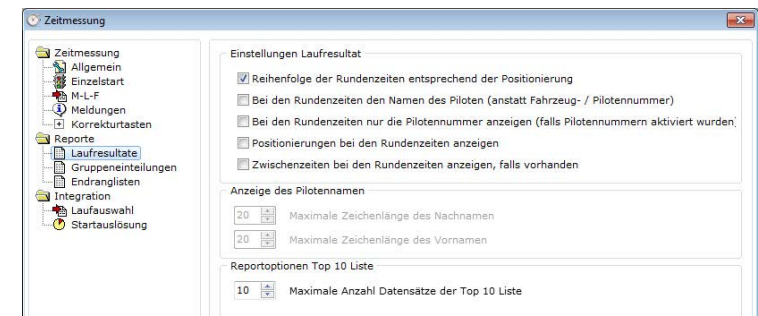 Zeitmessung
Zeitmessung
Allgemein
Einzelstart
M-L-F
Meldungen
Korrekturtasten
Reporte
Laufresultate
Gruppeneinteilungen
Endranglisten
Integration
Laufauswahl
Startauslösung
Einstellungen Laufresultat
Reihenfolge der Rundenzeiten entsprechend der Positionierung
Bei den Rundenzeiten den Namen des Piloten (anstatt Fahrzeug- / Pilotennummer)
Bei den Rundenzeiten nur die Pilotennummer anzeigen (falls Pilotennummern aktiviert wurden)
Positionierungen bei den Rundenzeiten anzeigen
Zwischenzeiten bei den Rundenzeiten anzeigen, falls vorhanden
Anzeige des Pilotennamen
20 Maximale Zeichenlänge des Nachnamen
20 Maximale Zeichenlänge des Vornamen
Reportoptionen Top 10 Liste
10 Maximale Anzahl Datensätze der Top 10 Liste